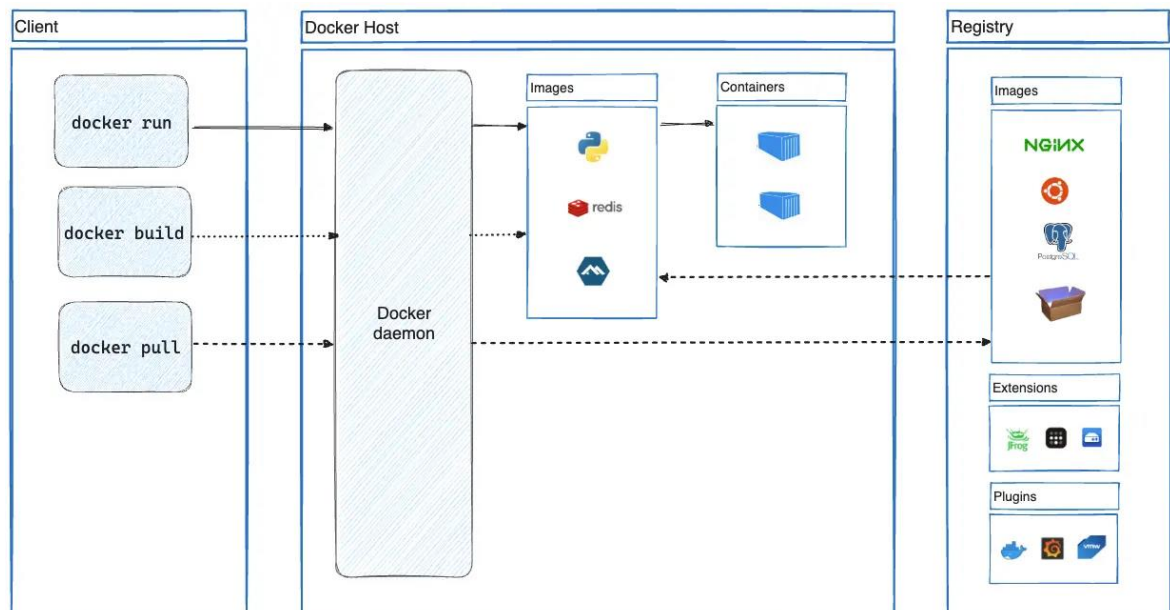 Client
docker run
docker build
docker pull
Docker Host
Docker
daemon
Images
redis
Containers
Registry
Images
NGINX
PostgreSQL
Extensions
JFrog
Plugins
vmw